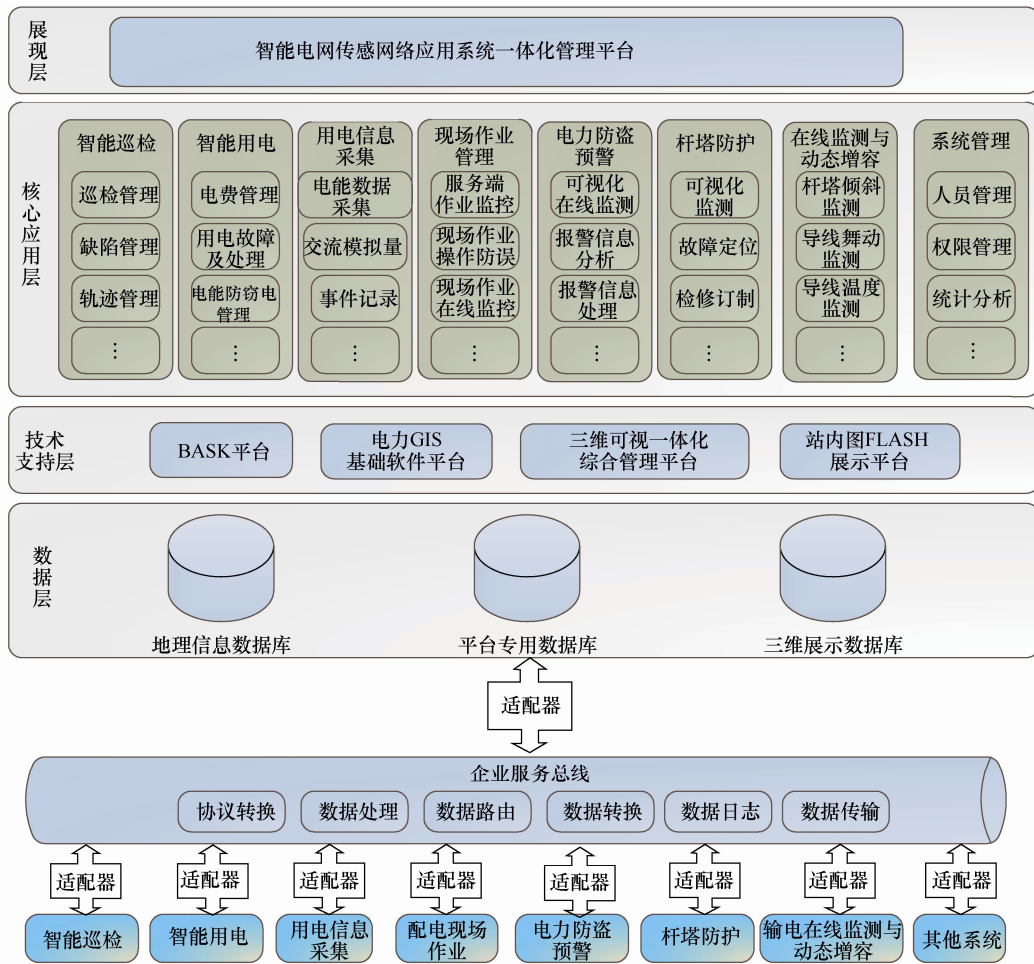 展现层
智能电网传感网络应用系统一体化管理平台
核心应用层
智能巡检
巡检管理
缺陷管理
轨迹管理
⋮
智能用电
电费管理
用电故障
及处理
电能防窃电
管理
⋮
用电信息
采集
电能数据
采集
交流模拟量
事件记录
⋮
现场作业
管理
服务端
作业监控
现场作业
操作防误
现场作业
在线监控
⋮
电力防盗
预警
可视化
在线监测
报警信息
分析
报警信息
处理
⋮
杆塔防护
可视化
监测
故障定位
检修订制
⋮
在线监测与
动态增容
杆塔倾斜
监测
导线舞动
监测
导线温度
监测
⋮
系统管理
人员管理
权限管理
统计分析
⋮
技术
支持层
BASK平台
电力GIS
基础软件平台
三维可视一体化
综合管理平台
站内图FLASH
展示平台
数据层
地理信息数据库
平台专用数据库
三维展示数据库
适配器
企业服务总线
协议转换
数据处理
数据路由
数据转换
数据日志
数据传输
适配器
适配器
适配器
适配器
适配器
适配器
适配器
适配器
智能巡检
智能用电
用电信息
采集
配电现场
作业
电力防盗
预警
杆塔防护
输电在线监测与
动态增容
其他系统